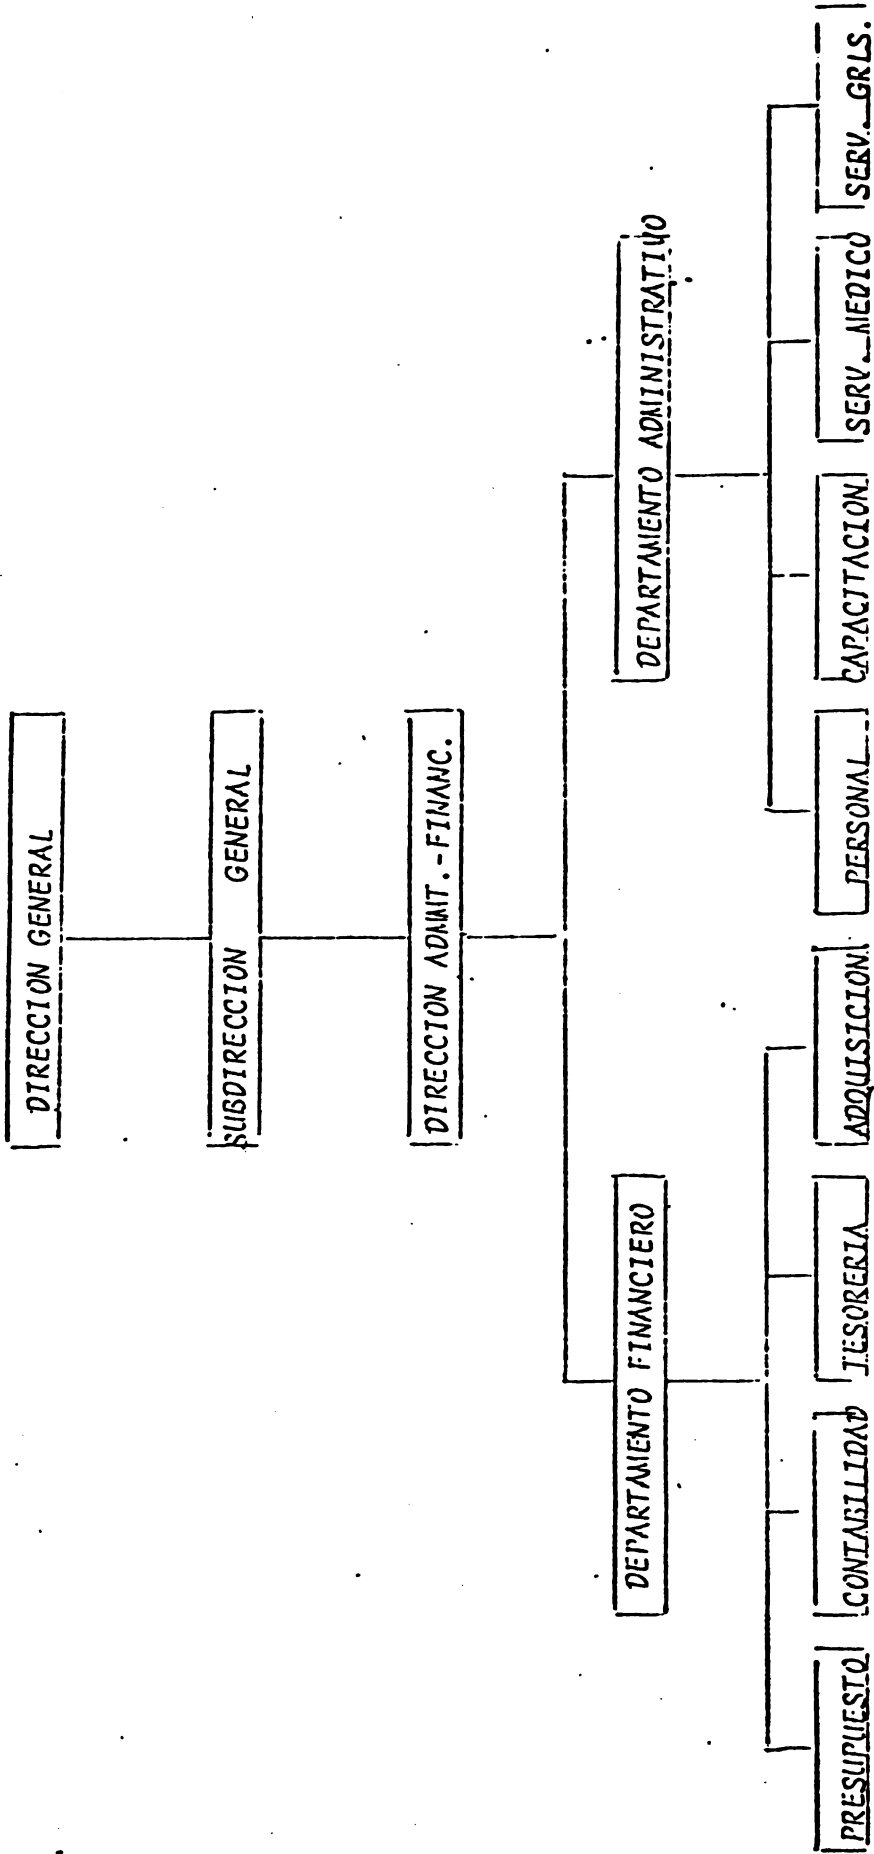 DIRECCION GENERAL
SUBDIRECCION GENERAL
DIRECCION ADMIT.-FINANC.
DEPARTAMENTO FINANCIERO
DEPARTAMENTO ADMINISTRATIVO
PRESUPUESTO
CONTABILIDAD
TESORERIA
ADQUISICION
PERSONAL
CAPACITACION
SERV. MEDICO
SERV. GRLS.